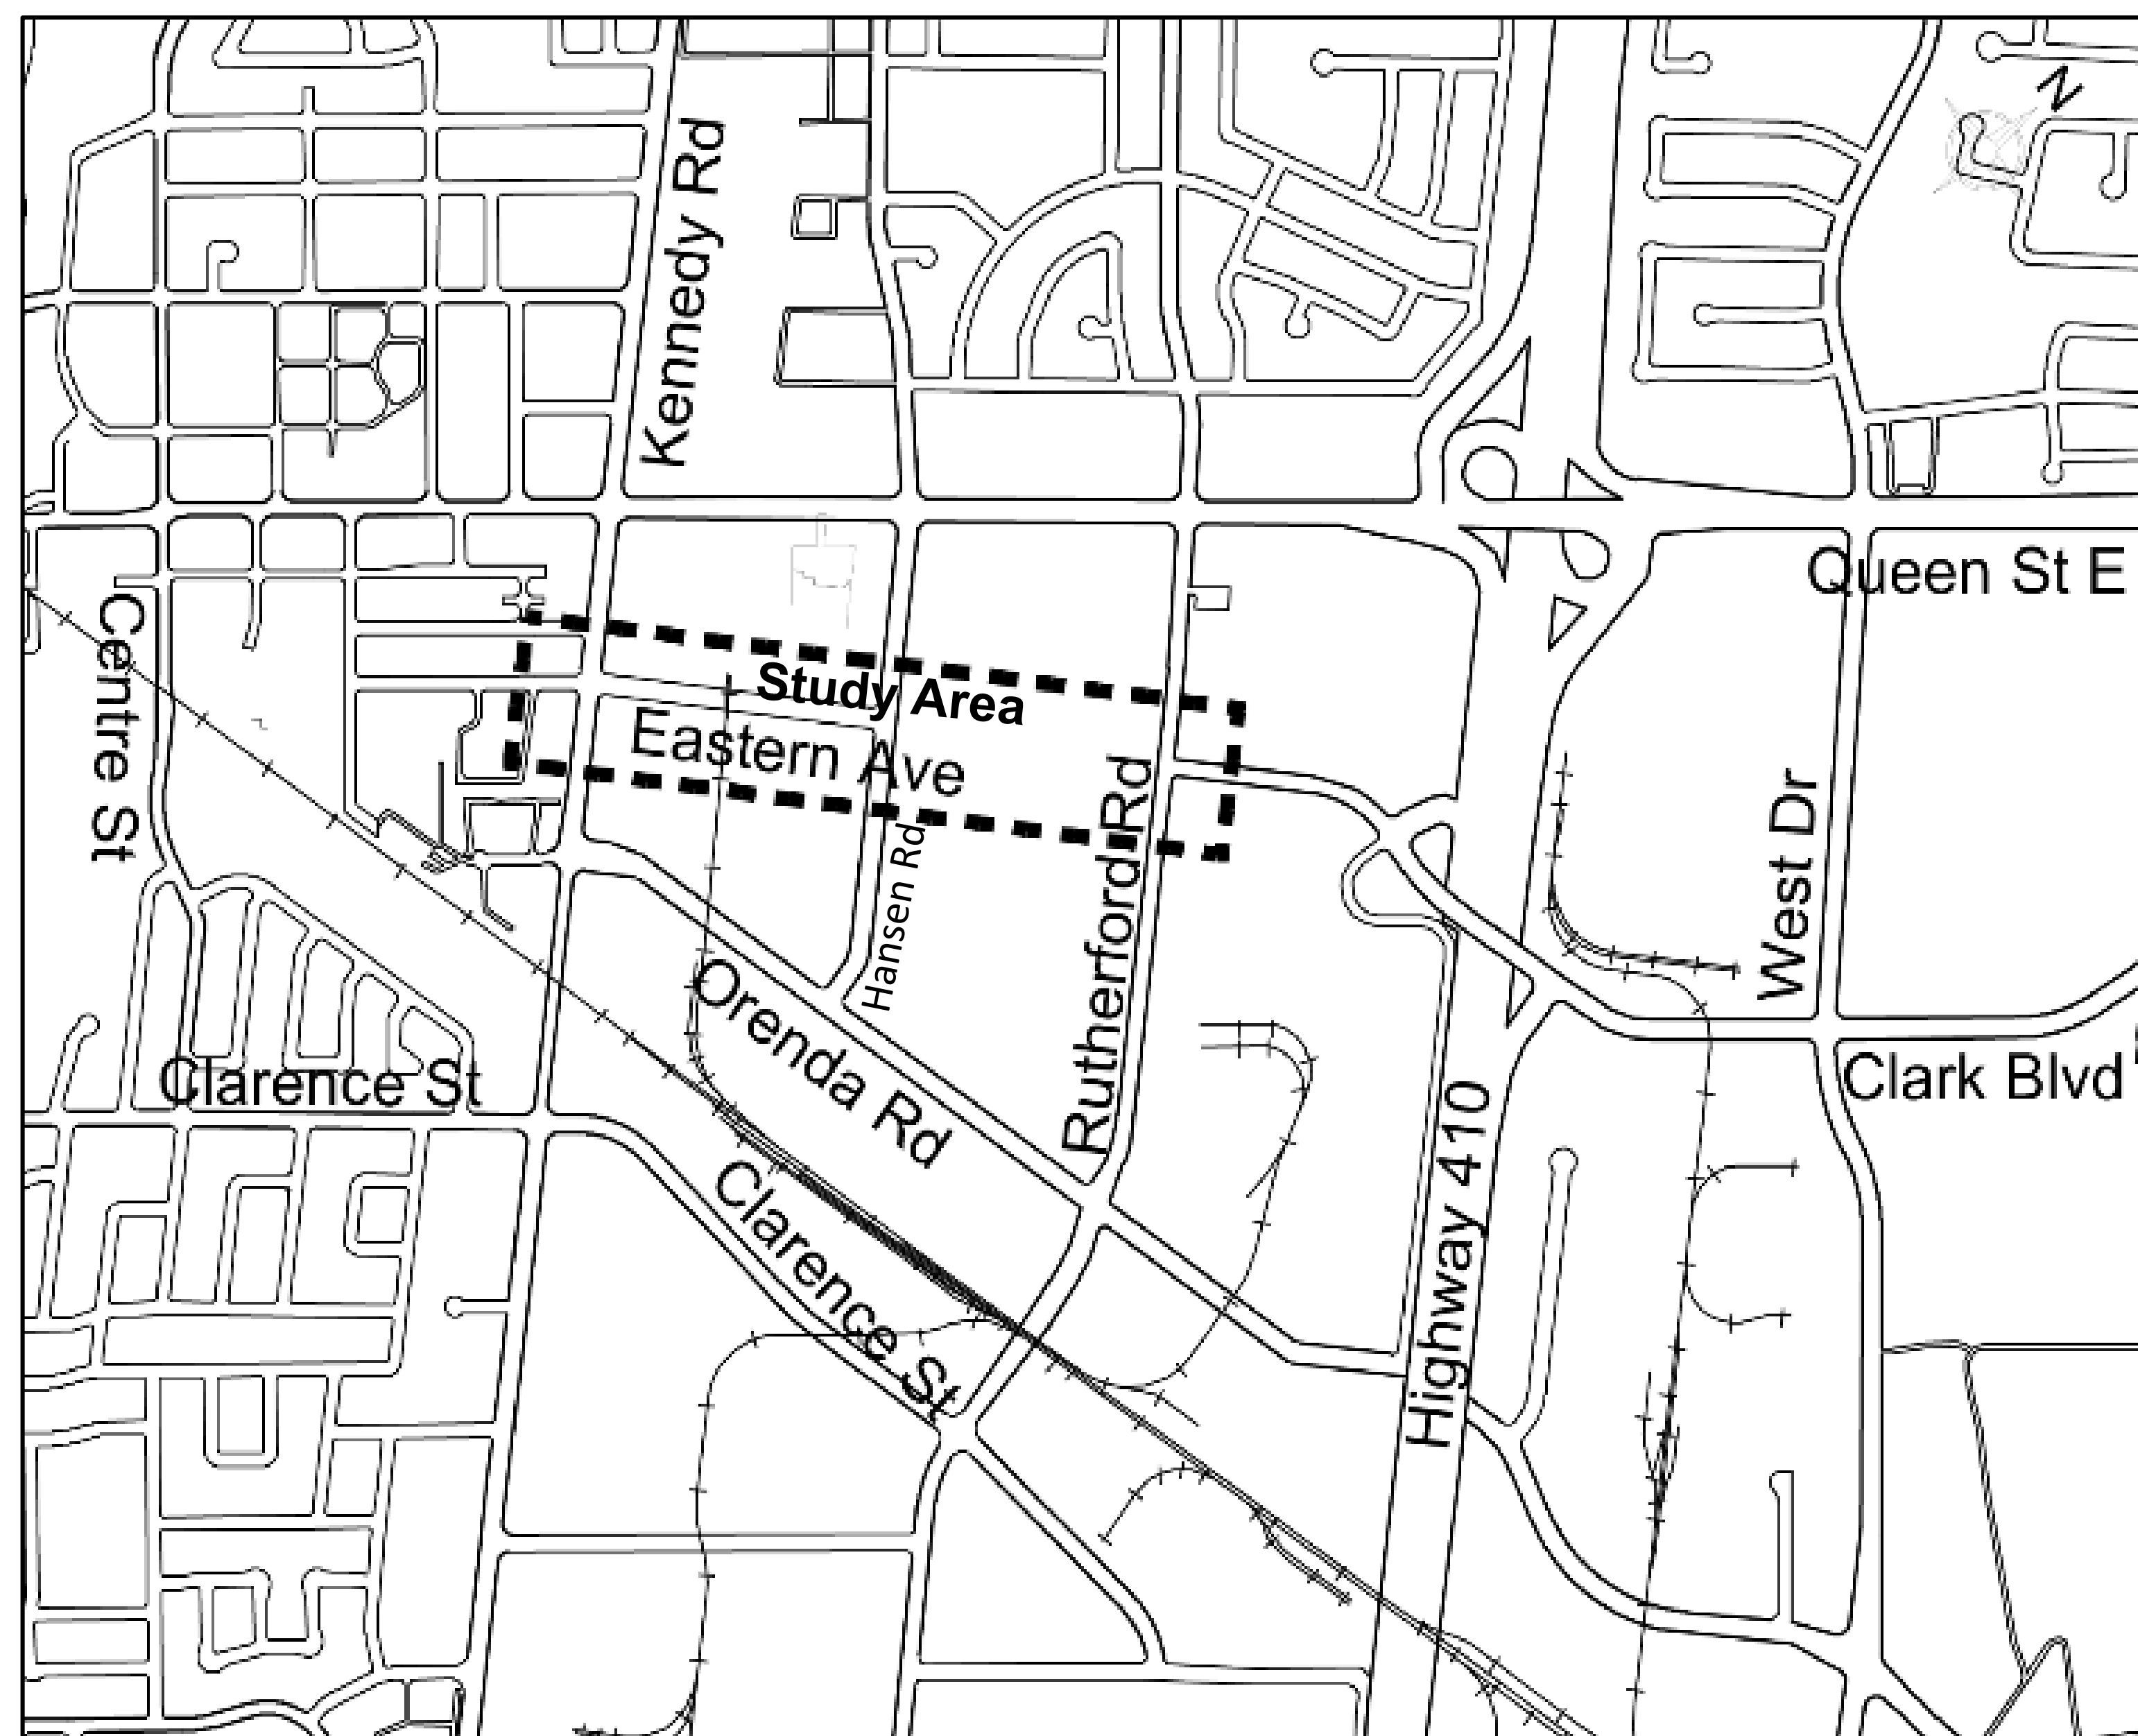 N
Kennedy Rd
Queen St E
Centre St
Study Area
Eastern Ave
Hansen Rd
Rutherford Rd
West Dr
Orenda Rd
Clarence St
Clark Blvd
Highway 410
Clarence St